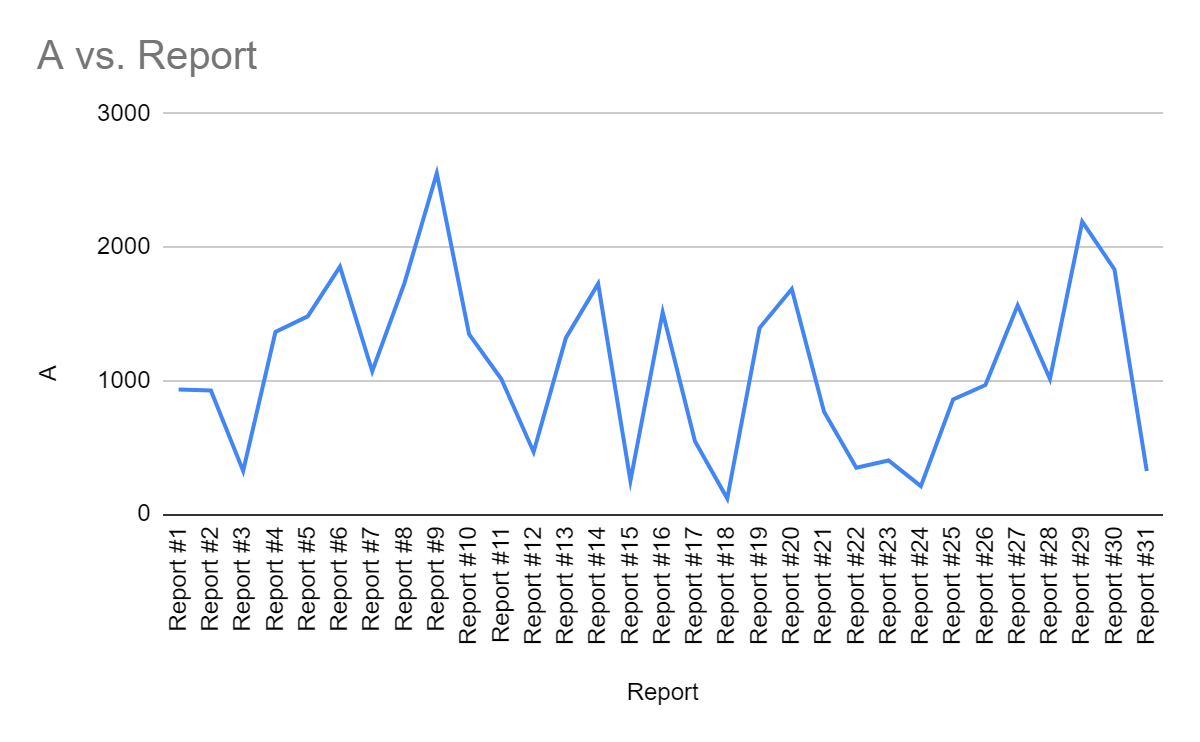 A vs. Report
3000
2000
1000
0
A
Report #1
Report #2
Report #3
Report #4
Report #5
Report #6
Report #7
Report #8
Report #9
Report #10
Report #11
Report #12
Report #13
Report #14
Report #15
Report #16
Report #17
Report #18
Report #19
Report #20
Report #21
Report #22
Report #23
Report #24
Report #25
Report #26
Report #27
Report #28
Report #29
Report #30
Report #31
Report